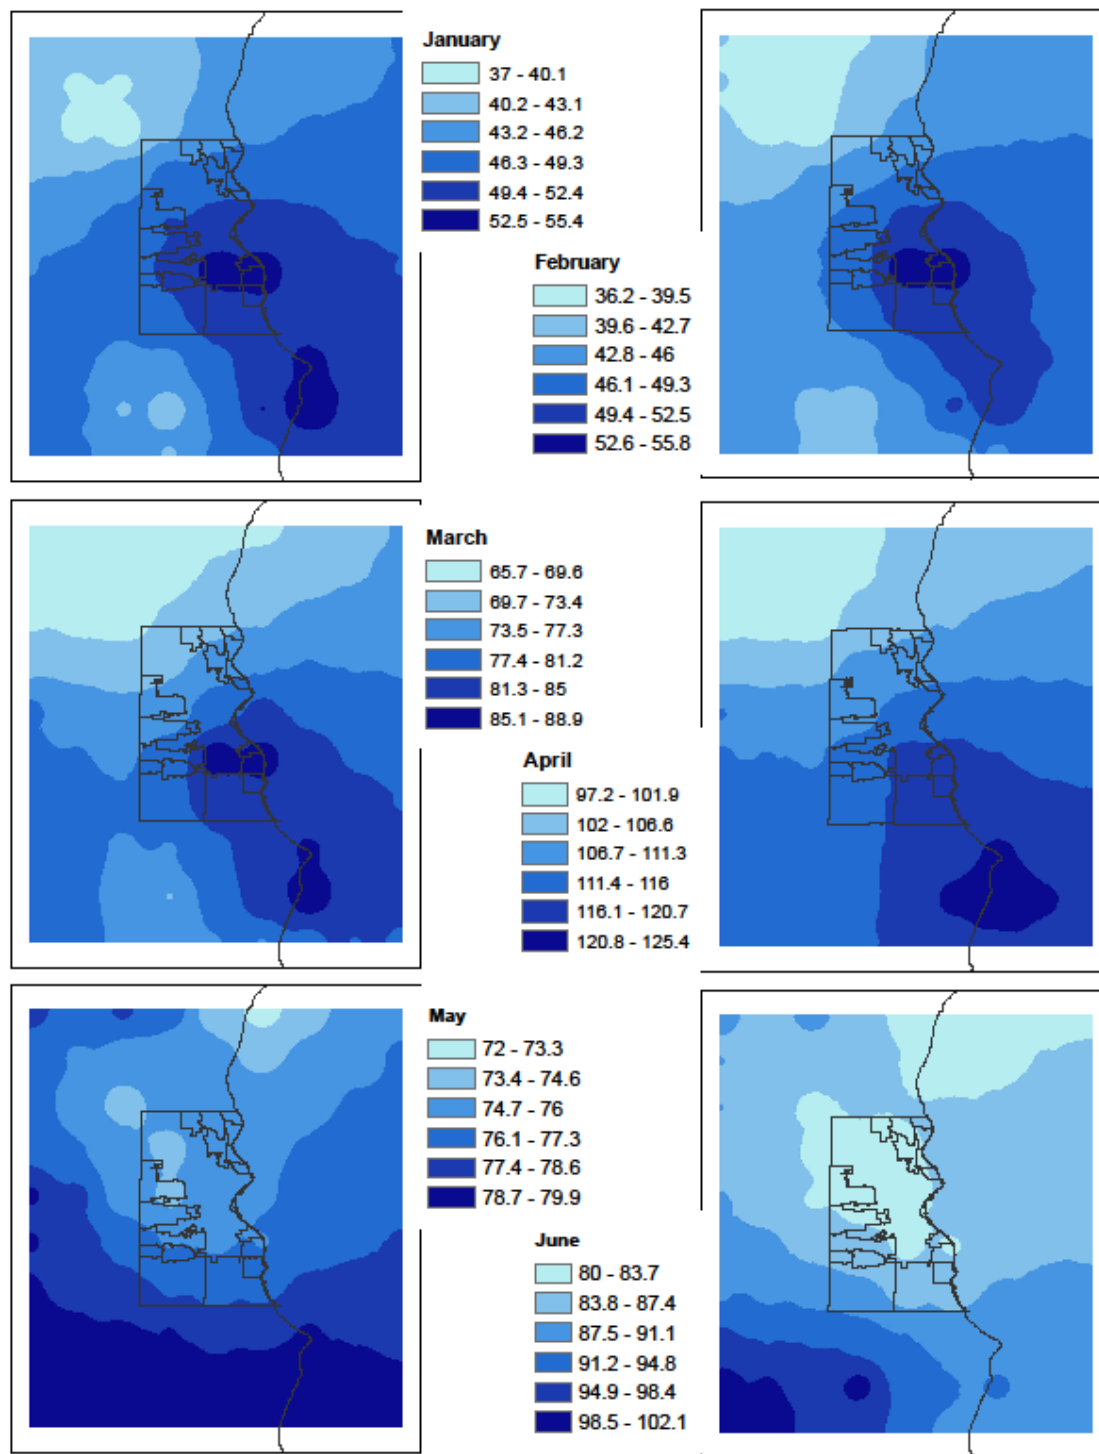 January
37 - 40.1
40.2 - 43.1
43.2 - 46.2
46.3 - 49.3
49.4 - 52.4
52.5 - 55.4
February
36.2 - 39.5
39.6 - 42.7
42.8 - 46
46.1 - 49.3
49.4 - 52.5
52.6 - 55.8
March
65.7 - 69.6
69.7 - 73.4
73.5 - 77.3
77.4 - 81.2
81.3 - 85
85.1 - 88.9
April
97.2 - 101.9
102 - 106.6
106.7 - 111.3
111.4 - 116
116.1 - 120.7
120.8 - 125.4
May
72 - 73.3
73.4 - 74.6
74.7 - 76
76.1 - 77.3
77.4 - 78.6
78.7 - 79.9
June
80 - 83.7
83.8 - 87.4
87.5 - 91.1
91.2 - 94.8
94.9 - 98.4
98.5 - 102.1